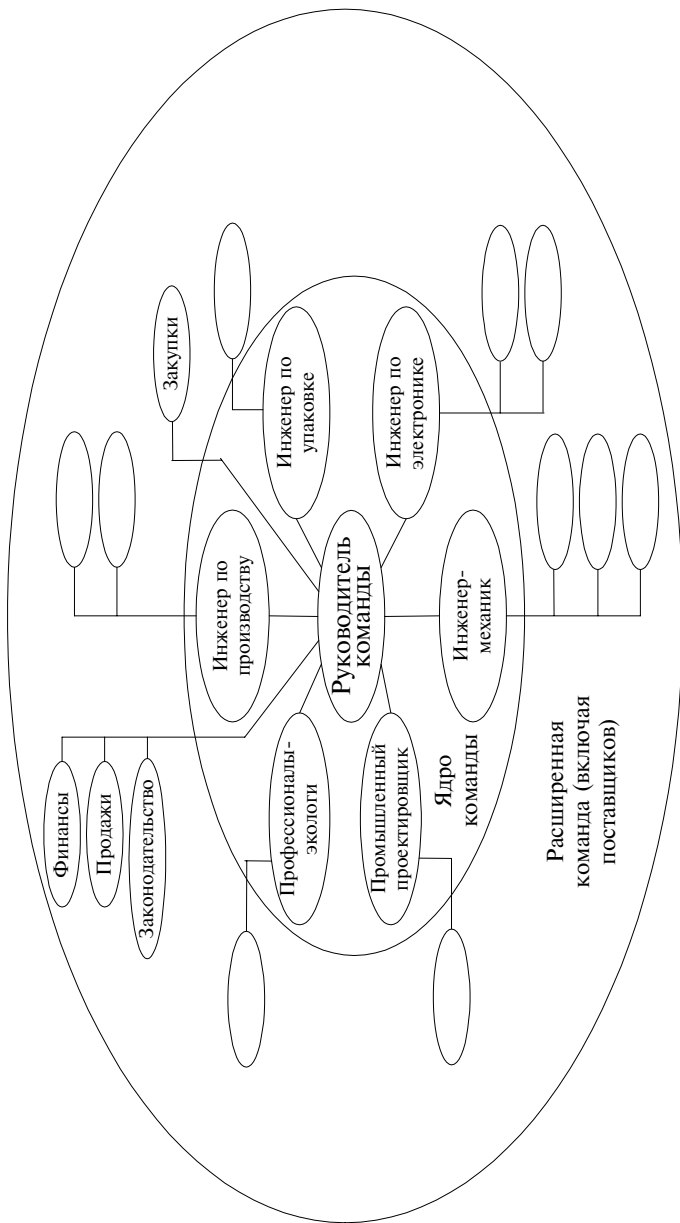 Финансы
Продажи
Законодательство
Инженер по
производству
Закупки
Профессионалы-
экологи
Инженер по
упаковке
Руководитель
команды
Промышленный
проектировщик
Инженер по
электронике
Ядро
команды
Инженер-
механик
Расширенная
команда (включая
поставщиков)